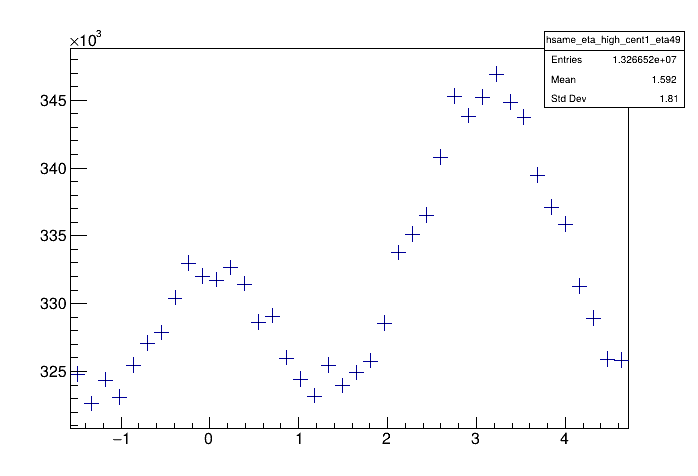 ×10³
hsame_eta_high_cent1_eta49
Entries 1.326652e+07
Mean 1.592
Std Dev 1.81
345
340
335
330
325
−1 0 1 2 3 4